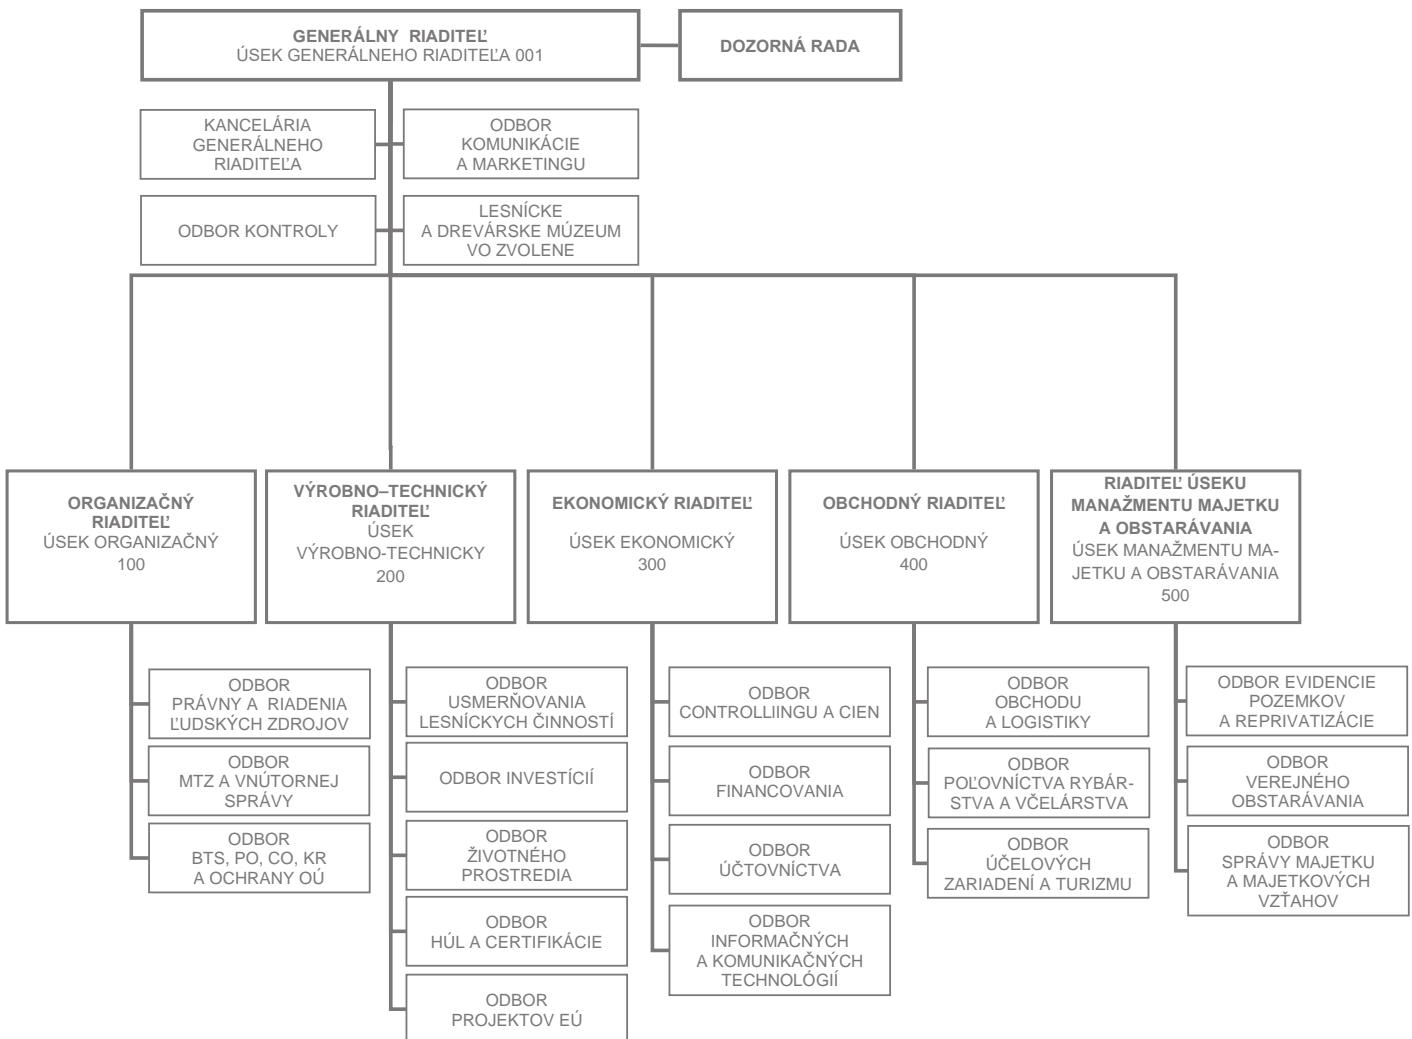 GENERÁLNY  RIADITEĽ
ÚSEK GENERÁLNEHO RIADITEĽA 001
DOZORNÁ RADA
KANCELÁRIA
GENERÁLNEHO
RIADITEĽA
ODBOR
KOMUNIKÁCIE
A MARKETINGU
ODBOR KONTROLY
LESNÍCKE
A DREVÁRSKE MÚZEUM
VO ZVOLENE
ORGANIZAČNÝ
RIADITEĽ
ÚSEK ORGANIZAČNÝ
100
VÝROBNO–TECHNICKÝ
RIADITEĽ
ÚSEK
VÝROBNO-TECHNICKY
200
EKONOMICKÝ RIADITEĽ
ÚSEK EKONOMICKÝ
300
OBCHODNÝ RIADITEĽ
ÚSEK OBCHODNÝ
400
RIADITEĽ ÚSEKU
MANAŽMENTU MAJETKU
A OBSTARÁVANIA
ÚSEK MANAŽMENTU MA-
JETKU A OBSTARÁVANIA
500
ODBOR
PRÁVNY A  RIADENIA
ĽUDSKÝCH ZDROJOV
ODBOR
MTZ A VNÚTORNEJ
SPRÁVY
ODBOR
BTS, PO, CO, KR
A OCHRANY OÚ
ODBOR
USMERŇOVANIA
LESNÍCKYCH ČINNOSTÍ
ODBOR INVESTÍCIÍ
ODBOR
ŽIVOTNÉHO
PROSTREDIA
ODBOR
HÚL A CERTIFIKÁCIE
ODBOR
PROJEKTOV EÚ
ODBOR
CONTROLLIINGU A CIEN
ODBOR
FINANCOVANIA
ODBOR
ÚČTOVNÍCTVA
ODBOR
INFORMAČNÝCH
A KOMUNIKAČNÝCH
TECHNOLÓGIÍ
ODBOR
OBCHODU
A LOGISTIKY
ODBOR
POĽOVNÍCTVA RYBÁR-
STVA A VČELÁRSTVA
ODBOR
ÚČELOVÝCH
ZARIADENÍ A TURIZMU
ODBOR EVIDENCIE
POZEMKOV
A REPRIVATIZÁCIE
ODBOR
VEREJNÉHO
OBSTARÁVANIA
ODBOR
SPRÁVY MAJETKU
A MAJETKOVÝCH
VZŤAHOV